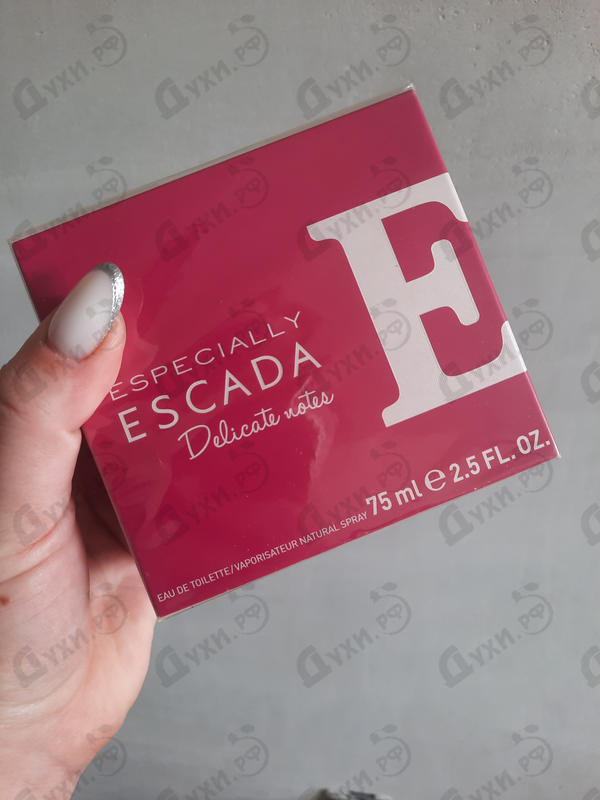 E
ESPECIALLY
ESCADA
Delicate notes
75 ml e 2.5 FL. OZ.
EAU DE TOILETTE/VAPORISATEUR NATURAL SPRAY
Духи.рф